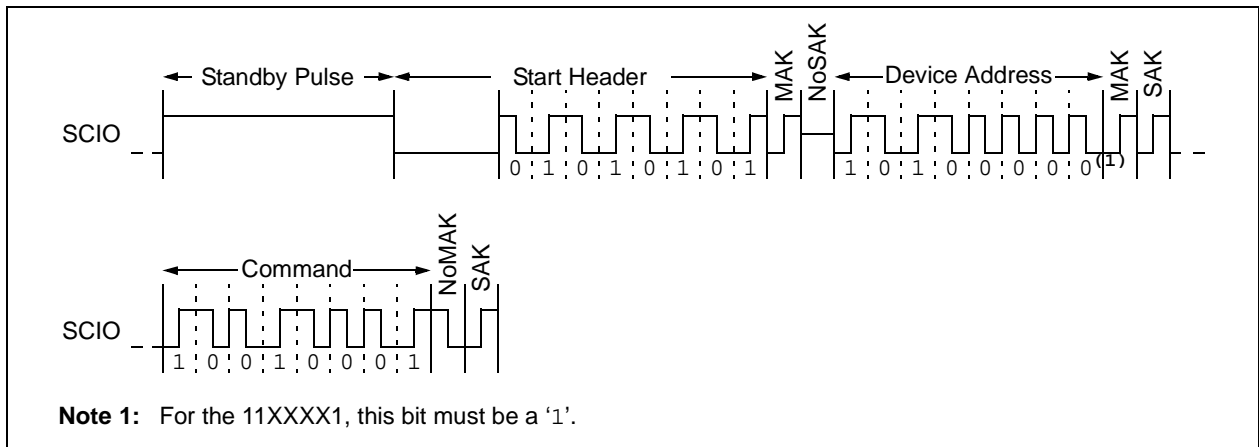 Standby Pulse
Start Header
MAK
NoSAK
Device Address
MAK
SAK
SCIO
0 1 0 1 0 1 0 1
1 0 1 0 0 0 0 0(1)
Command
NoMAK
SAK
SCIO
1 0 0 1 0 0 0 1
Note 1: For the 11XXXX1, this bit must be a ‘1’.